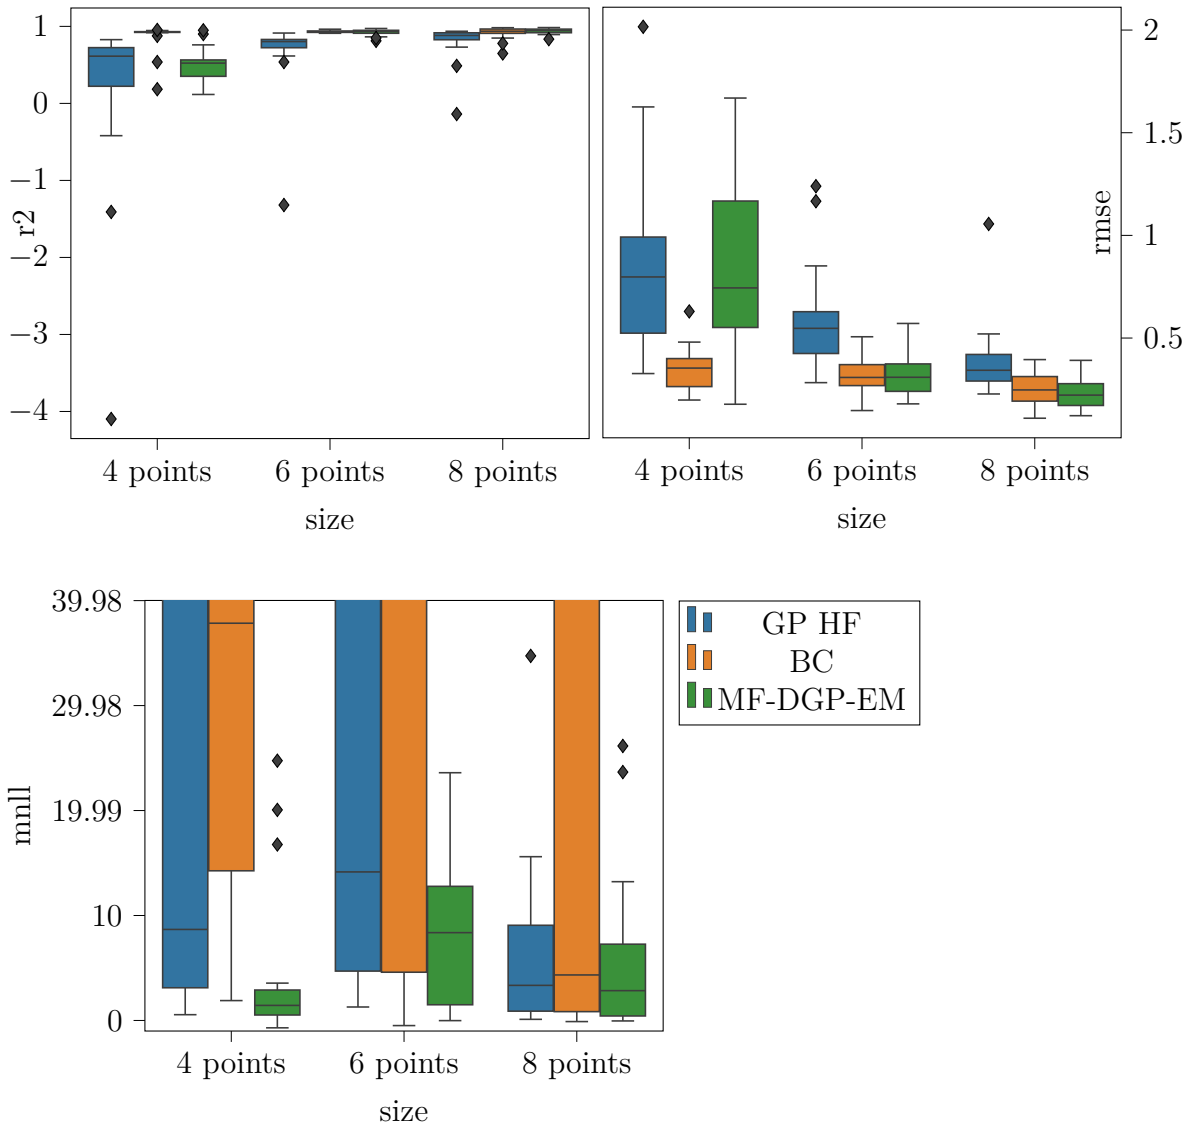 1
0
−1
−2
−3
−4
r2
4 points
6 points
8 points
size
2
1.5
1
0.5
rmse
4 points
6 points
8 points
size
39.98
29.98
19.99
10
0
mnll
4 points
6 points
8 points
size
GP HF
BC
MF-DGP-EM